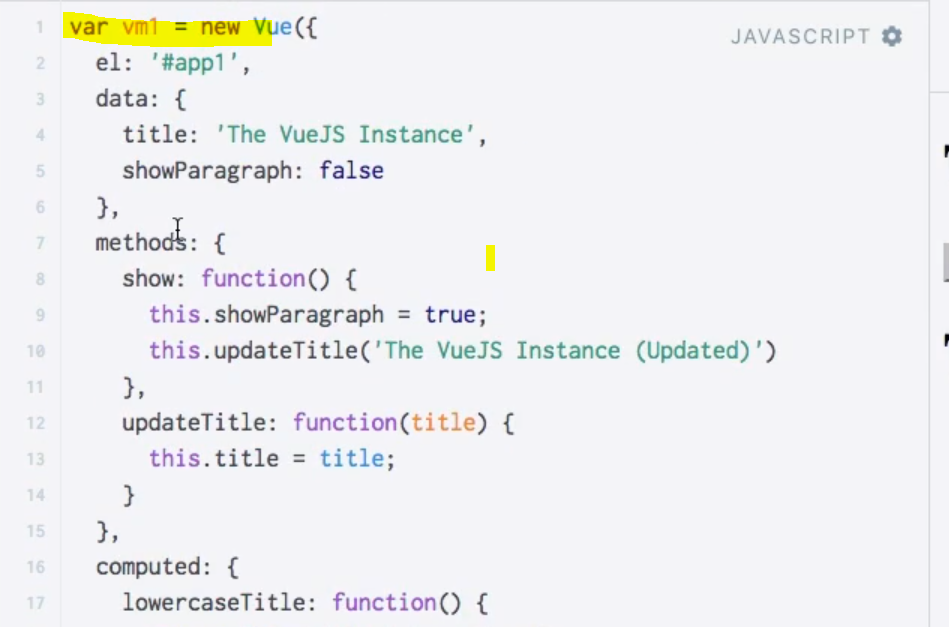 JAVASCRIPT
1 var vm1 = new Vue({
2 el: '#app1',
3 data: {
4 title: 'The VueJS Instance',
5 showParagraph: false
6 },
7 methods: {
8 show: function() {
9 this.showParagraph = true;
10 this.updateTitle('The VueJS Instance (Updated)')
11 },
12 updateTitle: function(title) {
13 this.title = title;
14 }
15 },
16 computed: {
17 lowercaseTitle: function() {